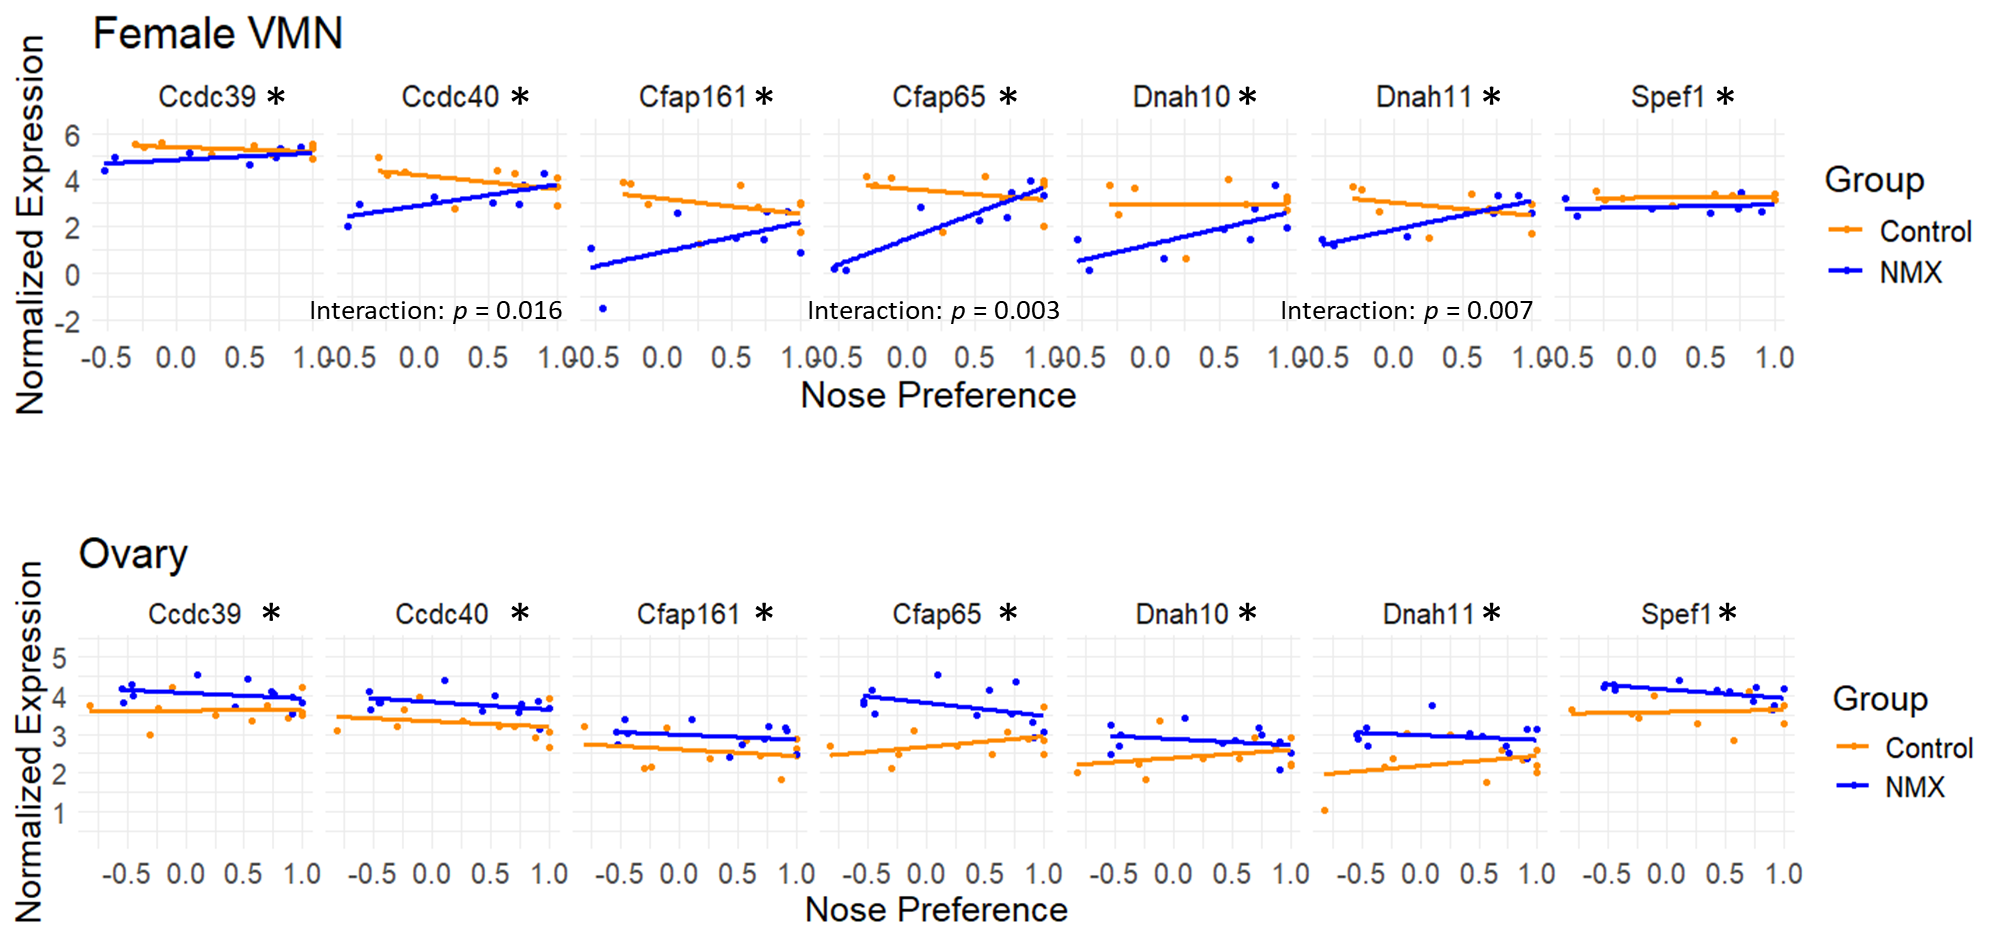 Female VMN
Normalized Expression
Ccdc39 * Ccdc40 * Cfap161 * Cfap65 * Dnah10 * Dnah11 * Spef1 *
6
4
2
0
-2
Interaction: p = 0.016 Interaction: p = 0.003 Interaction: p = 0.007
-0.5 0.0 0.5 1.0 -0.5 0.0 0.5 1.0 -0.5 0.0 0.5 1.0 -0.5 0.0 0.5 1.0 -0.5 0.0 0.5 1.0 -0.5 0.0 0.5 1.0 -0.5 0.0 0.5 1.0
Nose Preference
Group
Control
NMX
Ovary
Normalized Expression
Ccdc39 * Ccdc40 * Cfap161 * Cfap65 * Dnah10 * Dnah11 * Spef1 *
5
4
3
2
1
-0.5 0.0 0.5 1.0 -0.5 0.0 0.5 1.0 -0.5 0.0 0.5 1.0 -0.5 0.0 0.5 1.0 -0.5 0.0 0.5 1.0 -0.5 0.0 0.5 1.0 -0.5 0.0 0.5 1.0
Nose Preference
Group
Control
NMX